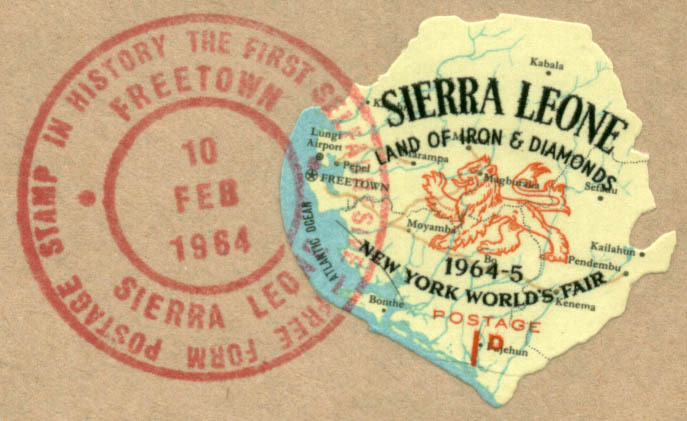 STAMP IN HISTORY THE FIRST SELF
FREE FORM POSTAGE
FREETOWN
10
FEB
1964
SIERRA LEO
Kabala
SIERRA LEONE
LAND OF IRON & DIAMONDS
Lungi
Airport
Pepel
Marampa
Magburaka
Sefadu
FREETOWN
Moyamba
Bo
ATLANTIC OCEAN
Kailahun
Pendembu
1964-5
NEW YORK WORLD'S FAIR
Kenema
Bonthe
POSTAGE
1D
Pujehun